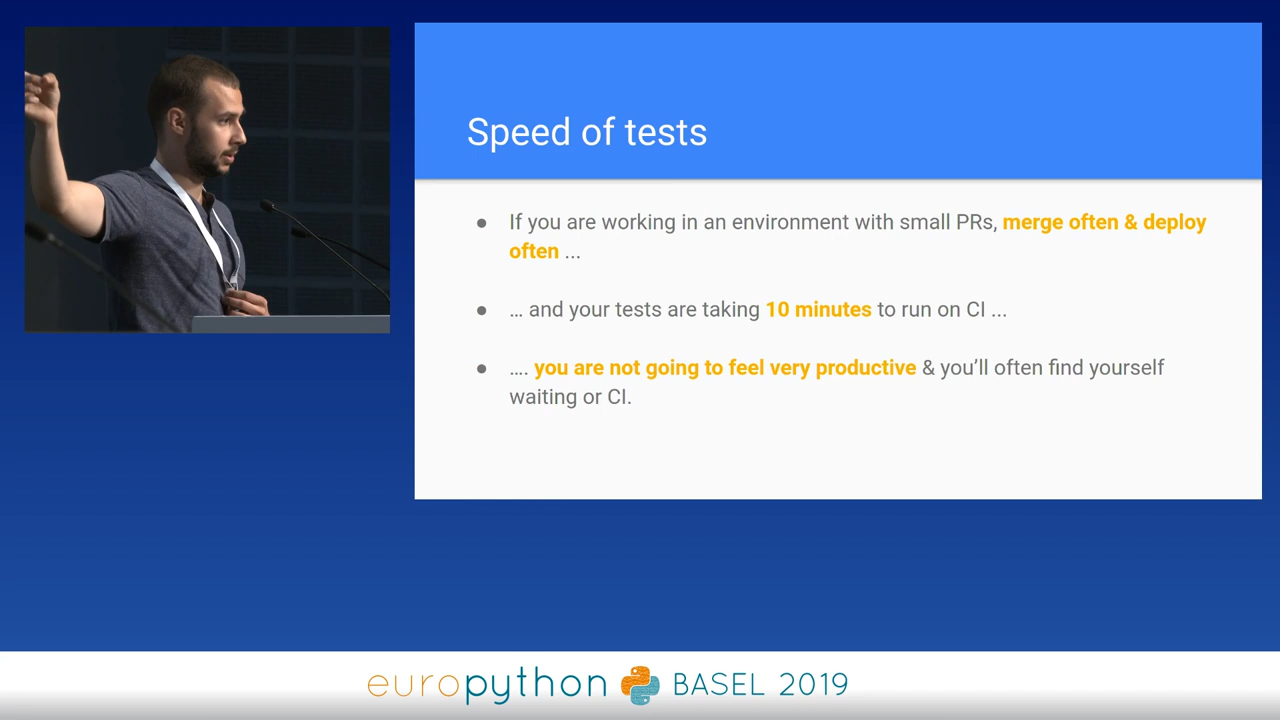 Speed of tests
● If you are working in an environment with small PRs, merge often & deploy
often ...
● … and your tests are taking 10 minutes to run on CI ...
● …. you are not going to feel very productive & you’ll often find yourself
waiting or CI.
europython BASEL 2019